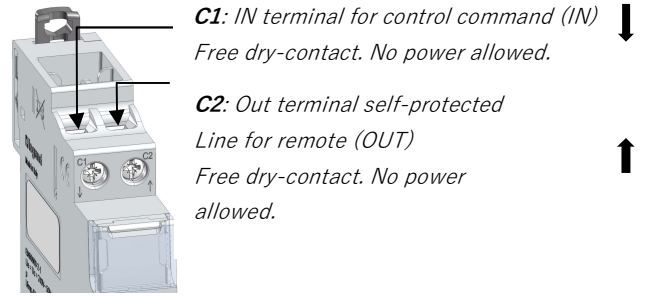 C1: IN terminal for control command (IN)
Free dry-contact. No power allowed.
C2: Out terminal self-protected
Line for remote (OUT)
Free dry-contact. No power
allowed.
C1
C2